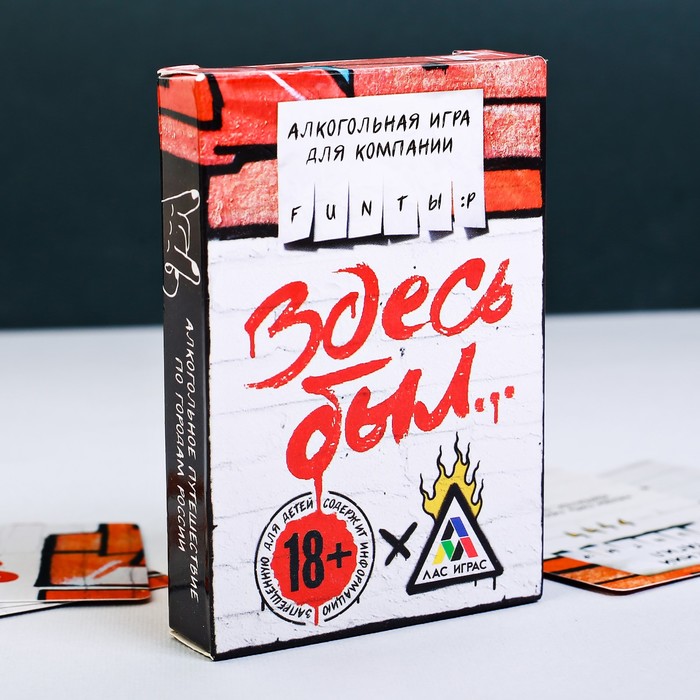 АЛКОГОЛЬНАЯ ИГРА
ДЛЯ КОМПАНИИ
FUNТЫ:Р
Здесь
был...
СОДЕРЖИТ ИНФОРМАЦИЮ ЗАПРЕЩЕННУЮ ДЛЯ ДЕТЕЙ
18+
X
ЛАС ИГРАС
АЛКОГОЛЬНОЕ ПУТЕШЕСТВИЕ
ПО ГОРОДАМ РОССИИ